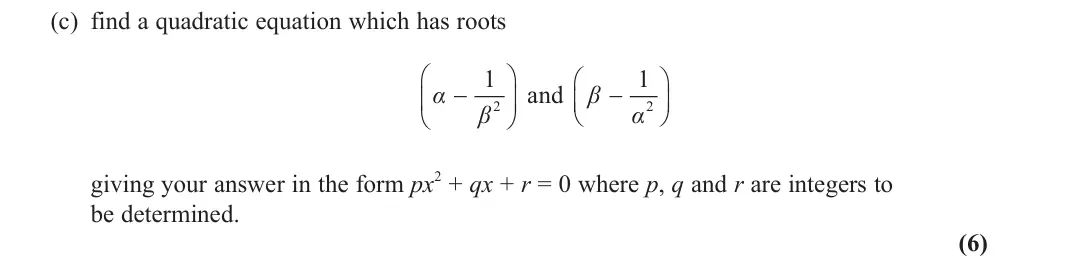 (c) find a quadratic equation which has roots
(α − 1/β²) and (β − 1/α²)
giving your answer in the form px² + qx + r = 0 where p, q and r are integers to
be determined.
(6)